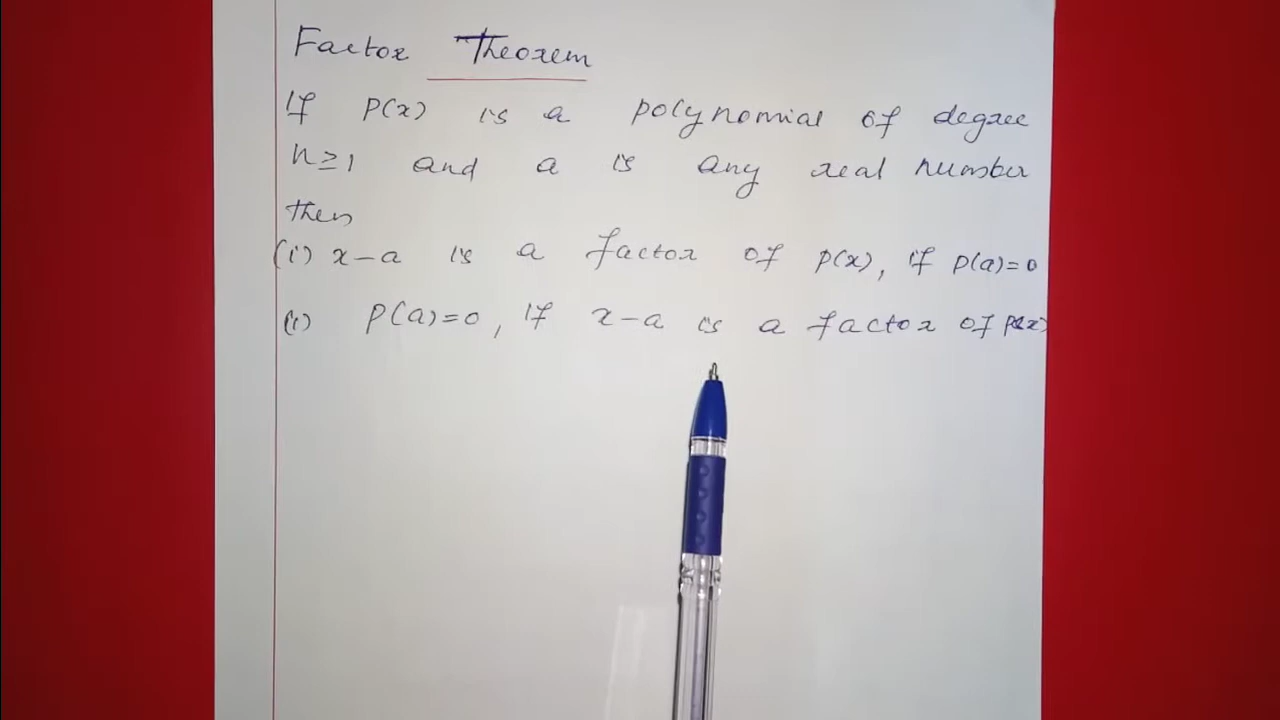 Factor Theorem
If P(x) is a polynomial of degree
n≥1 and a is any real number
then
(i) x-a is a factor of p(x), if p(a)=0
(i) P(a)=0, if x-a is a factor of p(x)